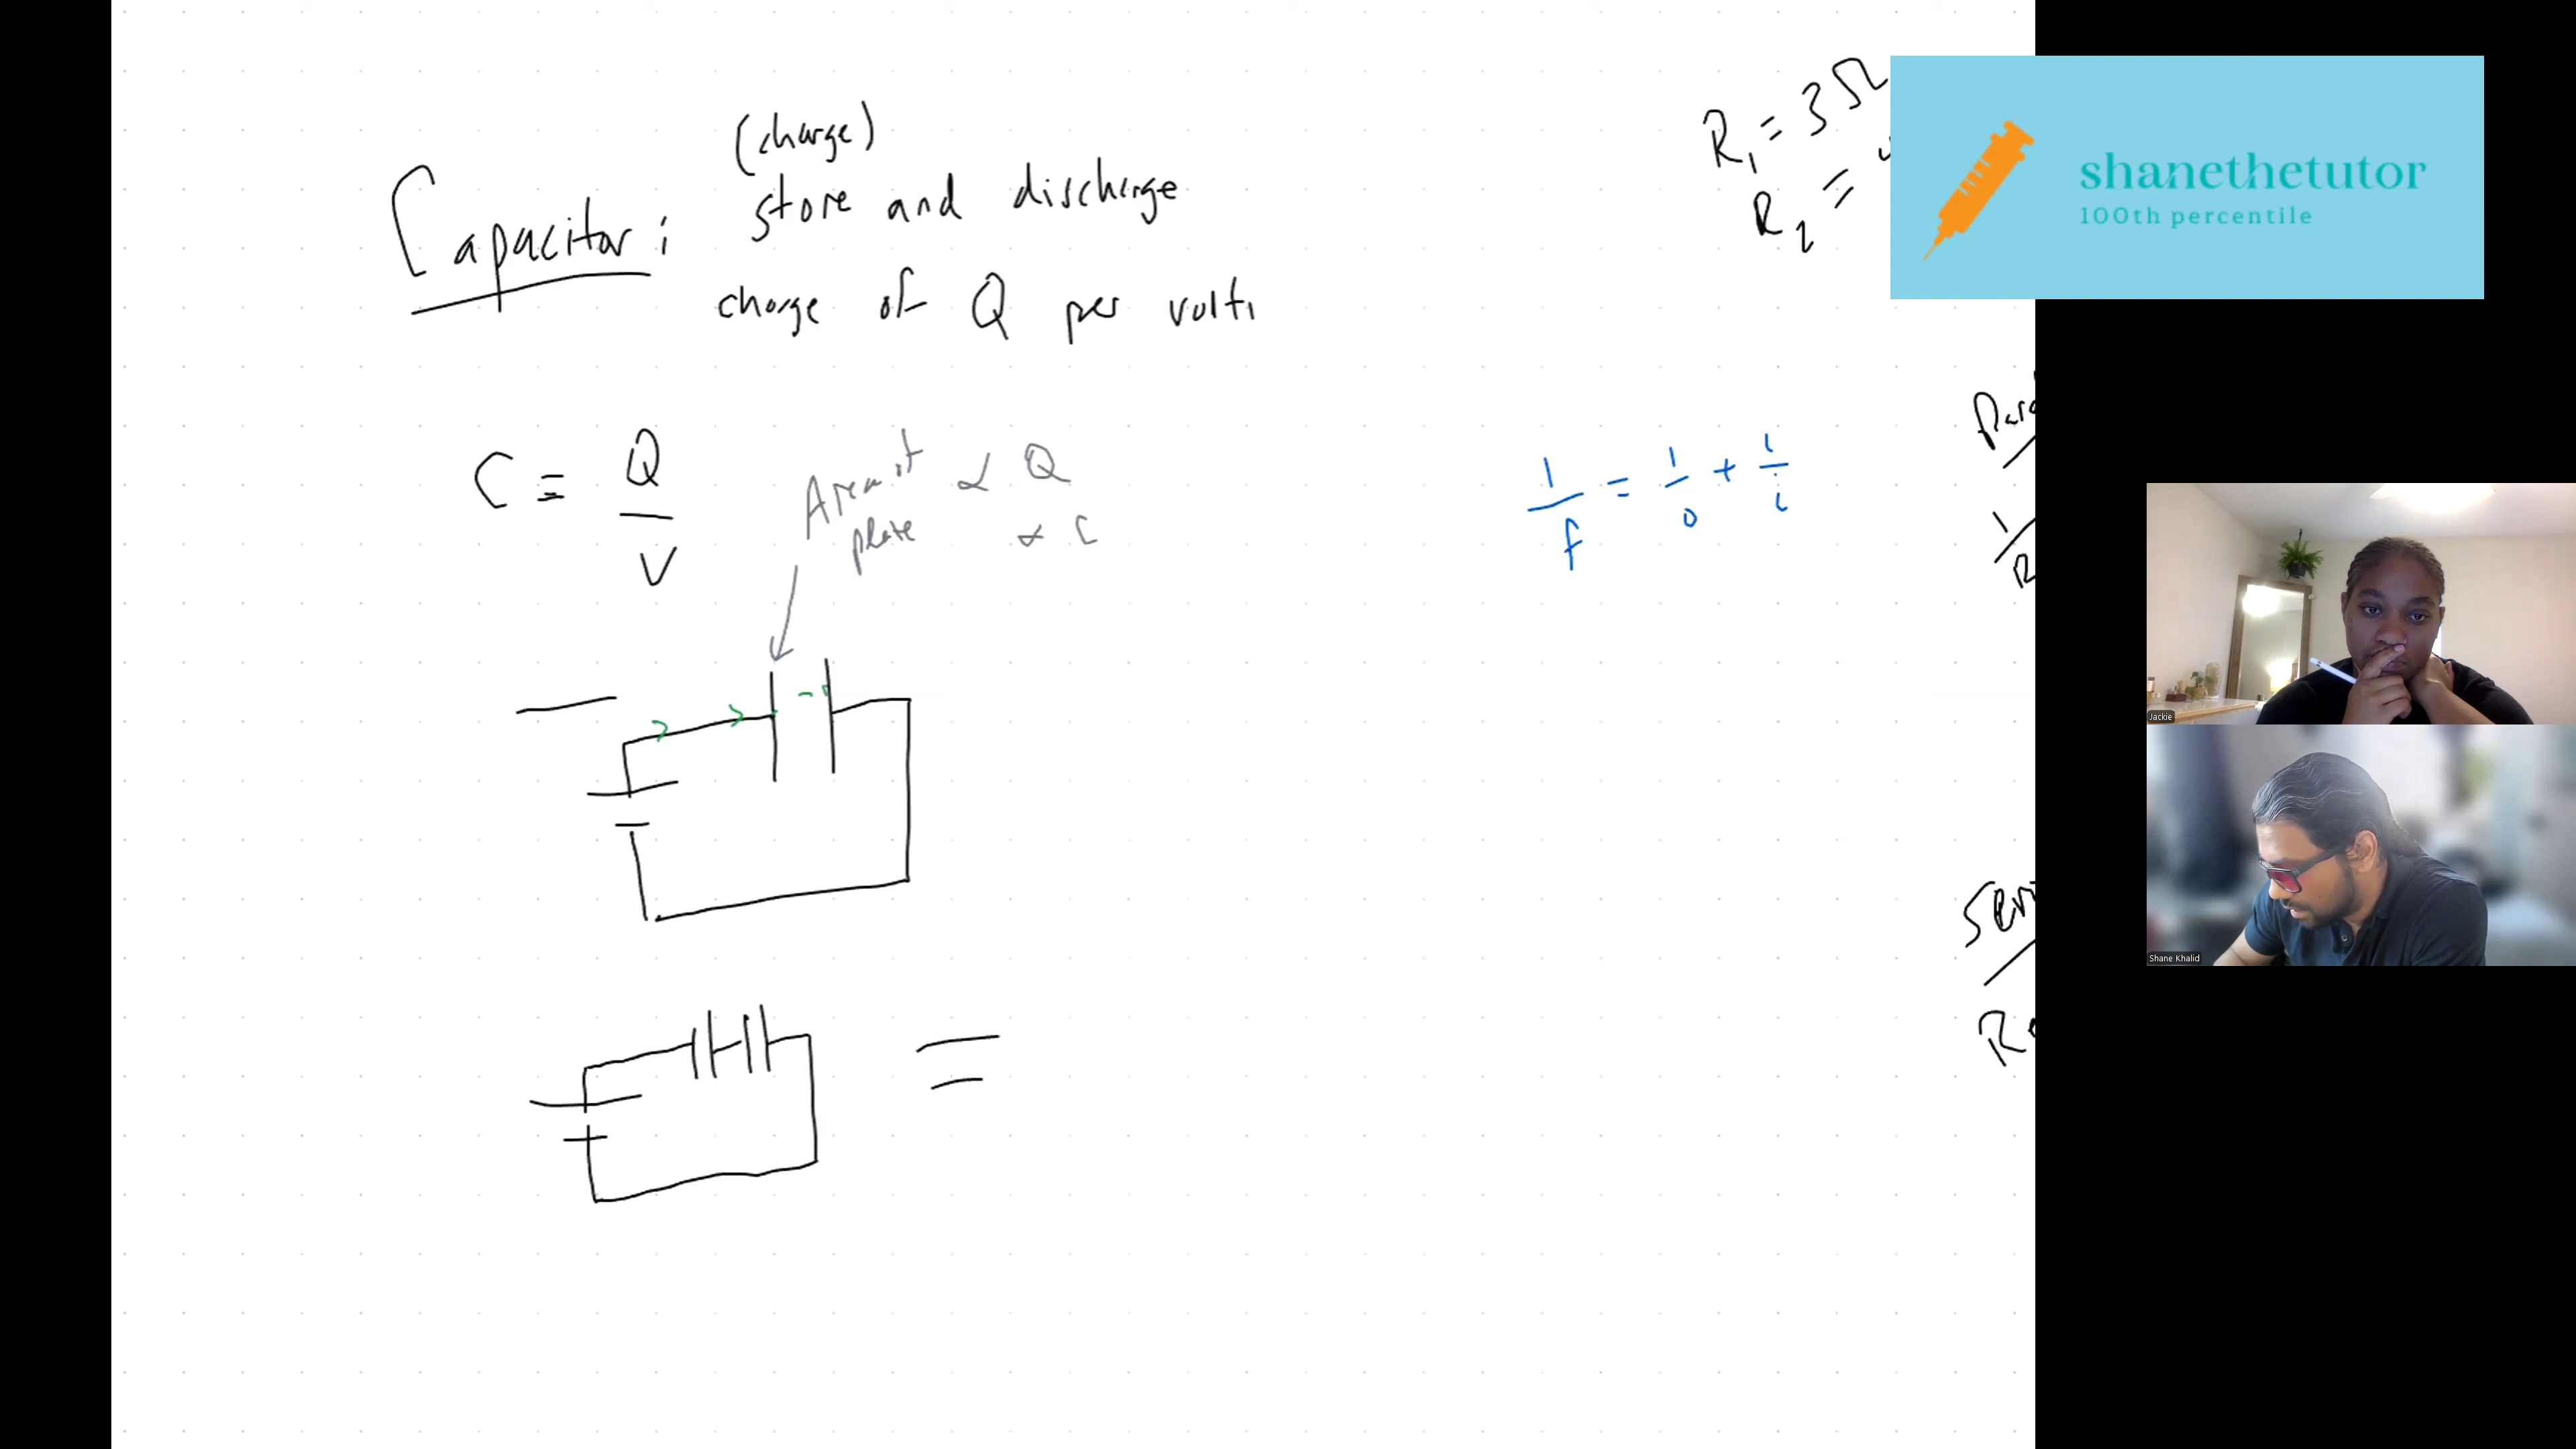 (charge)
Capacitor: store and discharge
charge of Q per volt.
C = Q/V
Area of plate ∝ Q
∝ C
1/f = 1/o + 1/i
R₁ = 3Ω
R₂ =
shanethetutor
100th percentile
Jackie
Shane Khalid